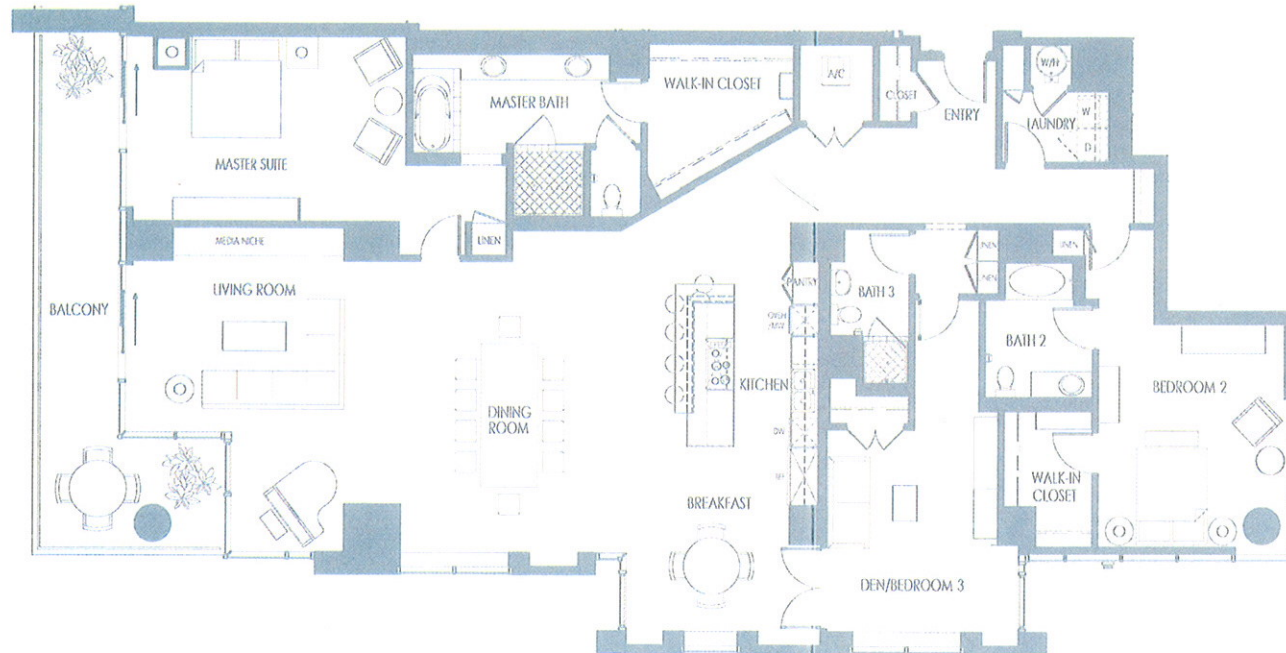 A/C
W/H
WALK-IN CLOSET
CLOSET
MASTER BATH
ENTRY
LAUNDRY
W
D
MASTER SUITE
MEDIA NICHE
LINEN
LINEN
LINEN
LINEN
LIVING ROOM
PANTRY
BATH 3
BALCONY
BATH 2
KITCHEN
BEDROOM 2
DINING
ROOM
DW
WALK-IN
CLOSET
BREAKFAST
DEN/BEDROOM 3